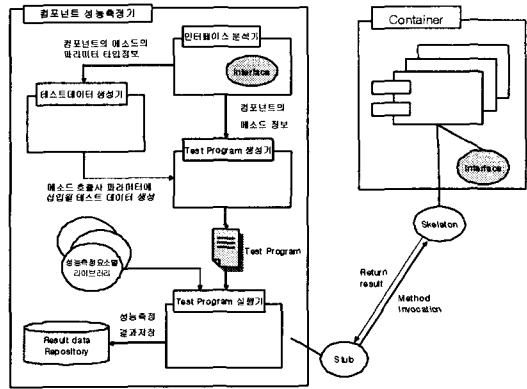 컴포넌트 성능측정기
컴포넌트의 메소드의
파라미터 타입정보
인터페이스 분석기
Interface
테스트데이터 생성기
컴포넌트의
메소드 정보
Test Program 생성기
메소드 호출시 파라미터에
삽입될 테스트 데이터 생성
Test Program
성능측정요소별
라이브러리
Test Program 실행기
성능측정
결과저장
Result data
Repository
Container
Interface
Skeleton
Return
result
Method
Invocation
Stub